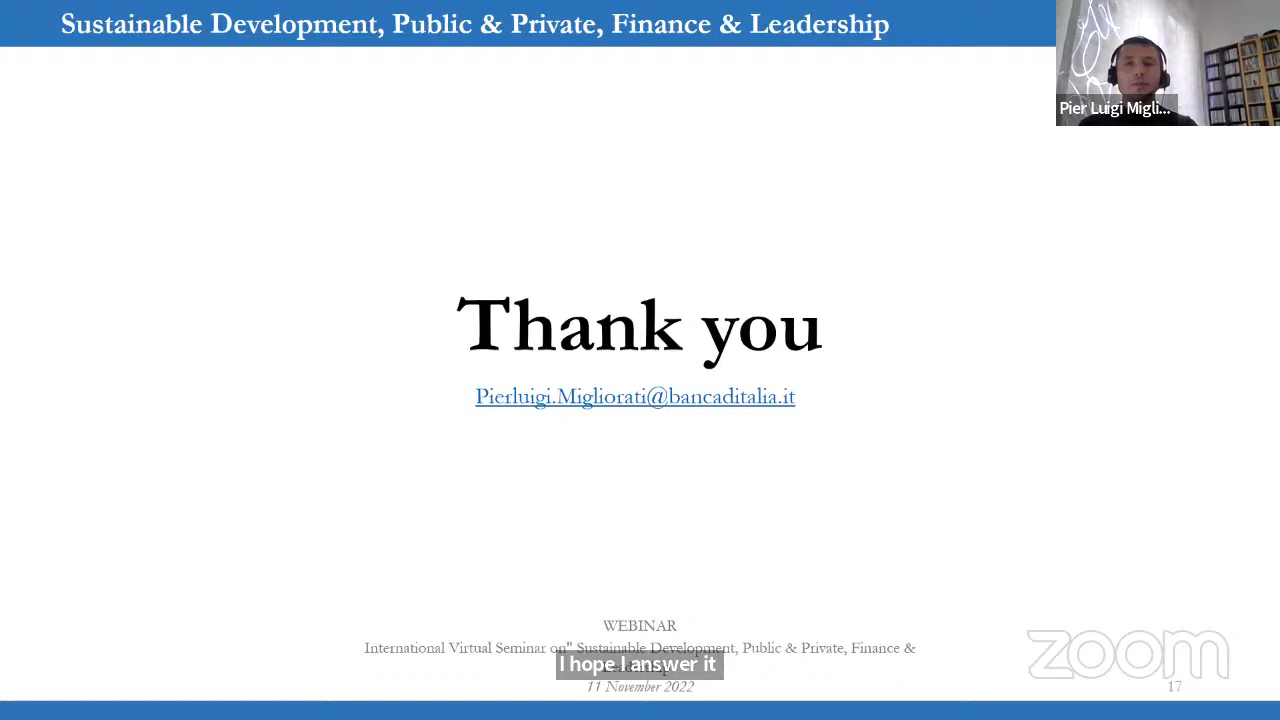 Sustainable Development, Public & Private, Finance & Leadership
Pier Luigi Migli...
Thank you
Pierluigi.Migliorati@bancaditalia.it
WEBINAR
International Virtual Seminar on" Sustainable Development, Public & Private, Finance &
I hope I answer it
11 November 2022
17
zoom